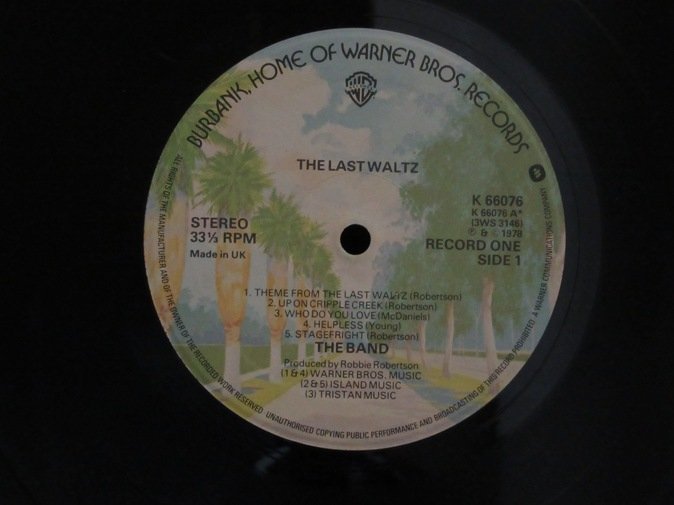 BURBANK, HOME OF WARNER BROS. RECORDS
THE LAST WALTZ
STEREO
33⅓ RPM
Made in UK
K 66076
K 66076 A*
(3WS 3146)
℗ & © 1978
RECORD ONE
SIDE 1
1. THEME FROM THE LAST WALTZ (Robertson)
2. UP ON CRIPPLE CREEK (Robertson)
3. WHO DO YOU LOVE (McDaniels)
4. HELPLESS (Young)
5. STAGEFRIGHT (Robertson)
THE BAND
Produced by Robbie Robertson
(1 & 4) WARNER BROS. MUSIC
(2 & 5) ISLAND MUSIC
(3) TRISTAN MUSIC
ALL RIGHTS OF THE MANUFACTURER AND OF THE OWNER OF THE RECORDED WORK RESERVED. UNAUTHORISED COPYING PUBLIC PERFORMANCE AND BROADCASTING OF THIS RECORD PROHIBITED. A WARNER COMMUNICATIONS COMPANY.